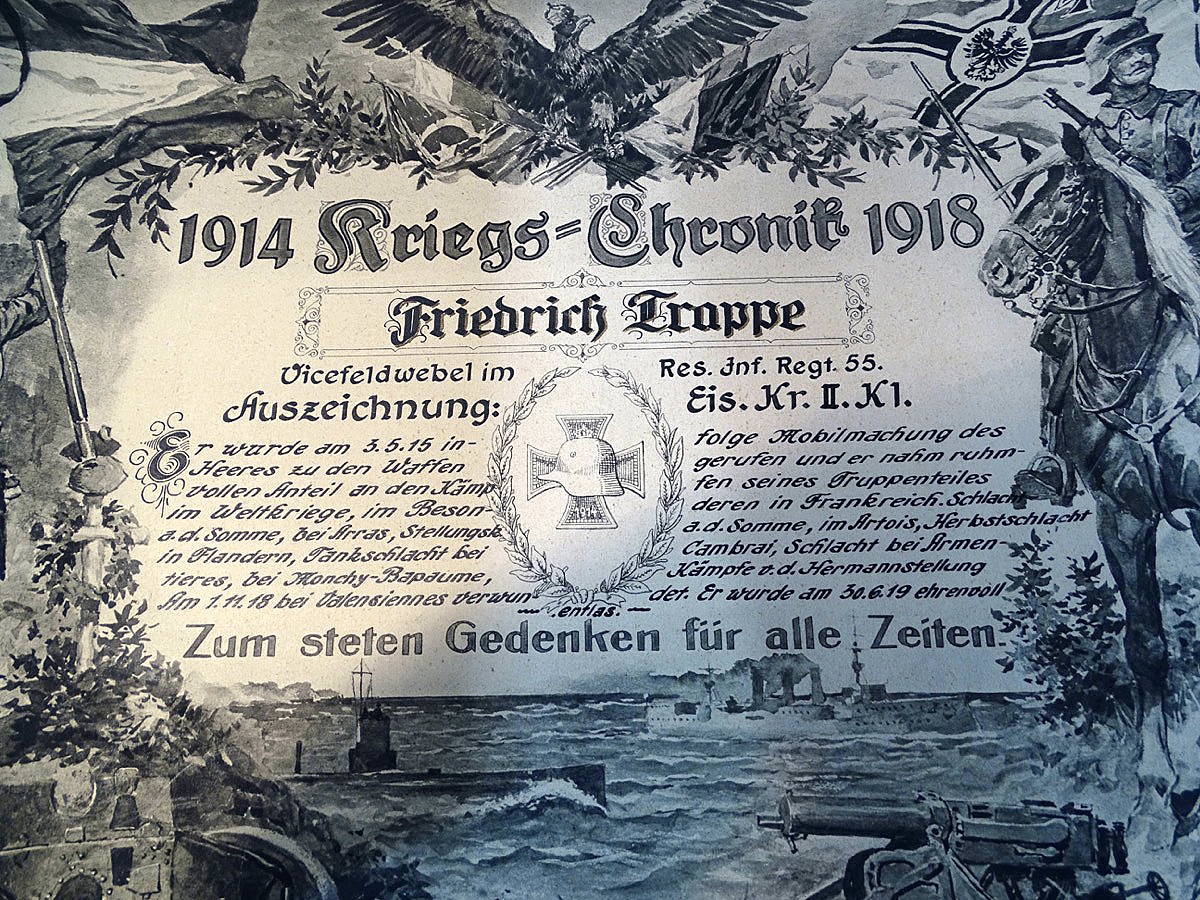 1914 Kriegs=Chronik 1918
Friedrich Trappe
Vicefeldwebel im Res. Inf. Regt. 55.
Auszeichnung: Eis. Kr. II. Kl.
Er wurde am 3.5.15 in- folge Mobilmachung des
Heeres zu den Waffen gerufen und er nahm ruhm-
vollen Anteil an den Kämp fen seines Truppenteiles
im Weltkriege, im Beson- deren in Frankreich. Schlacht
a.d. Somme, bei Arras, Stellungsk. a.d. Somme, im Artois, Herbstschlacht
in Flandern, Tankschlacht bei Cambrai, Schlacht bei Armen-
tieres, bei Monchy-Bapaume, Kämpfe v.d. Hermannstellung
Am 1.11.18 bei Valensiennes verwun- det. Er wurde am 30.6.19 ehrenvoll
— entlas. —
Zum steten Gedenken für alle Zeiten.